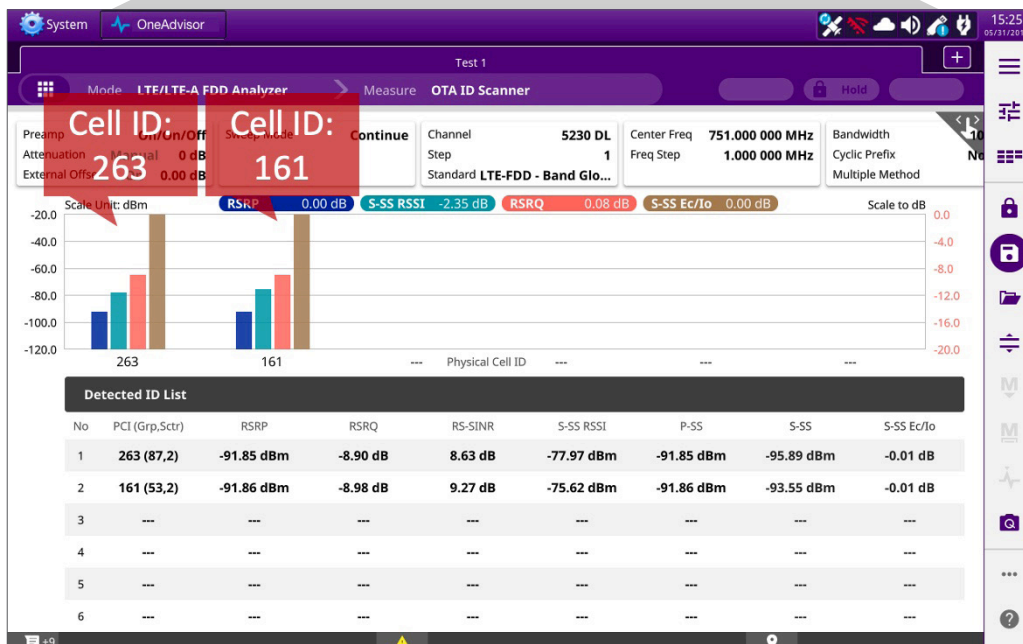 System OneAdvisor 15:25
05/31/201
Test 1
Mode LTE/LTE-A FDD Analyzer Measure OTA ID Scanner Hold
Cell ID:
263
Cell ID:
161
Preamp On/On/Off Sweep Mode Continue Channel 5230 DL Center Freq 751.000 000 MHz Bandwidth 10
Attenuation Manual 0 dB Step 1 Freq Step 1.000 000 MHz Cyclic Prefix No
External Offse 0.00 dB Standard LTE-FDD - Band Glo... Multiple Method
Scale Unit: dBm RSRP 0.00 dB S-SS RSSI -2.35 dB RSRQ 0.08 dB S-SS Ec/Io 0.00 dB Scale to dB
-20.0 0.0
-40.0 -4.0
-60.0 -8.0
-80.0 -12.0
-100.0 -16.0
-120.0 -20.0
263 161 --- Physical Cell ID --- --- ---
Detected ID List
No PCI (Grp,Sctr) RSRP RSRQ RS-SINR S-SS RSSI P-SS S-SS S-SS Ec/Io
1 263 (87,2) -91.85 dBm -8.90 dB 8.63 dB -77.97 dBm -91.85 dBm -95.89 dBm -0.01 dB
2 161 (53,2) -91.86 dBm -8.98 dB 9.27 dB -75.62 dBm -91.86 dBm -93.55 dBm -0.01 dB
3 --- --- --- --- --- --- --- ---
4 --- --- --- --- --- --- --- ---
5 --- --- --- --- --- --- --- ---
6 --- --- --- --- --- --- --- ---
+9